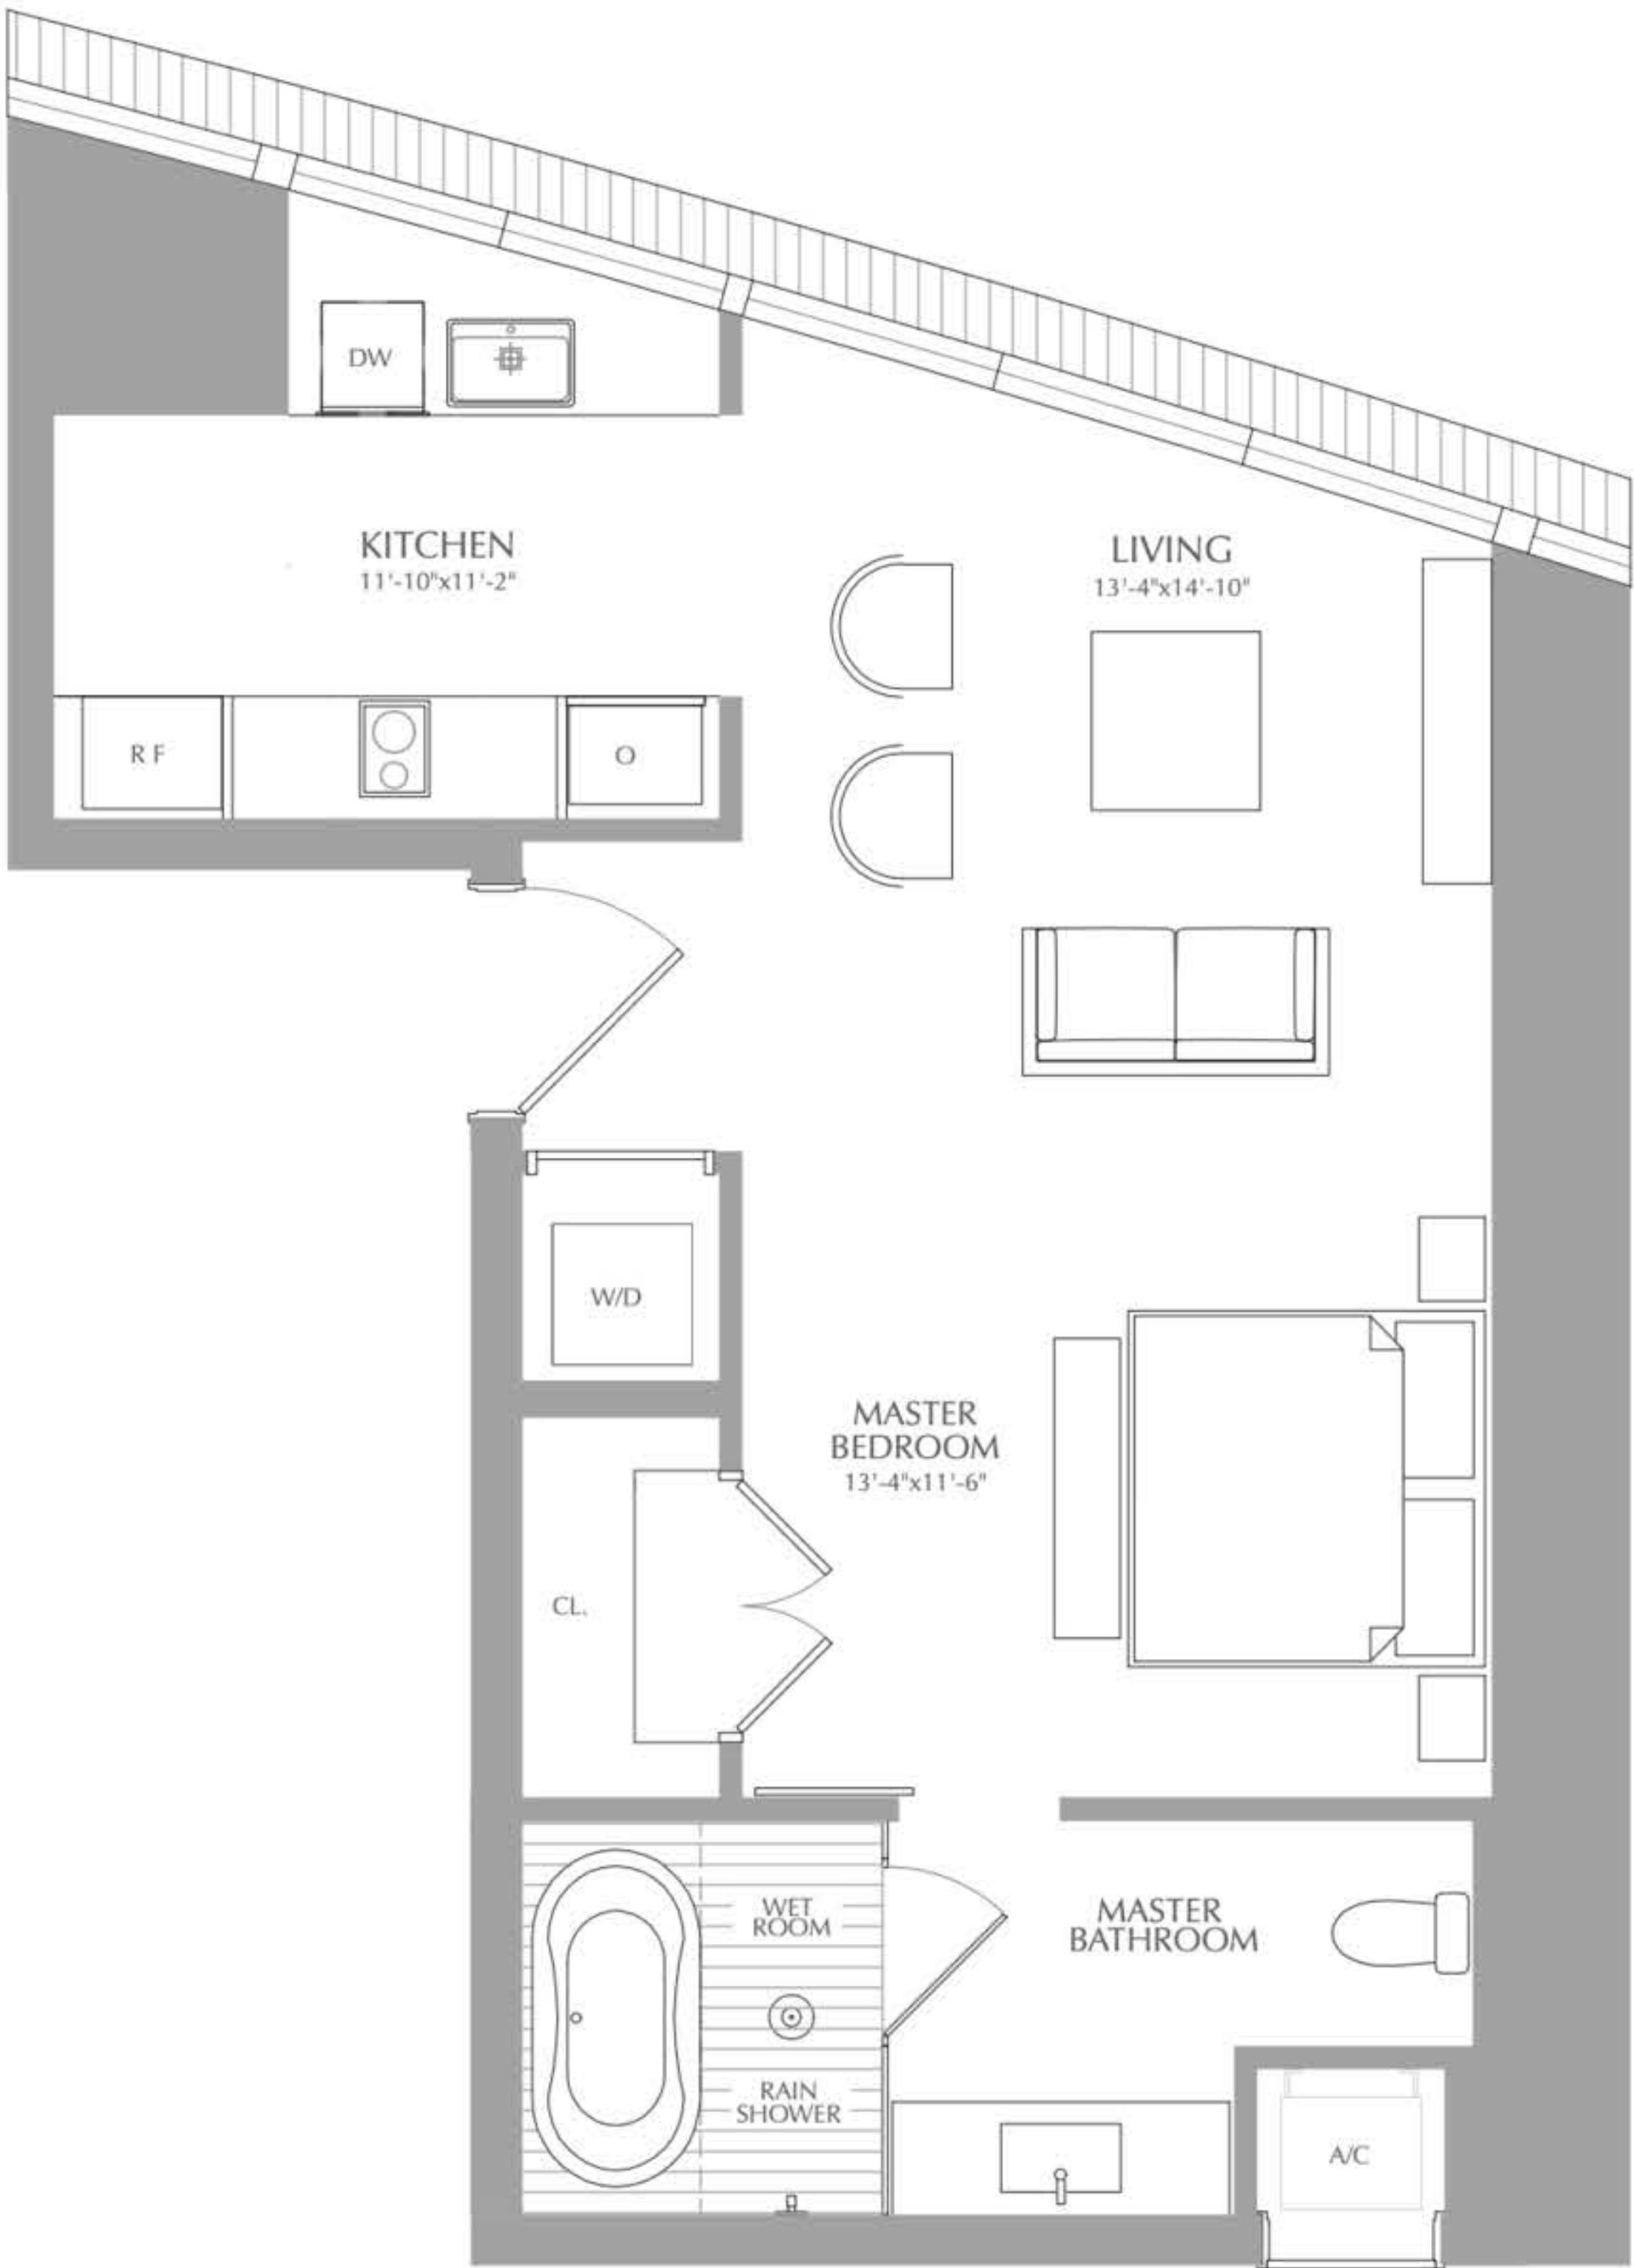 DW
KITCHEN
11'-10"x11'-2"
LIVING
13'-4"x14'-10"
R F
O
W/D
MASTER
BEDROOM
13'-4"x11'-6"
CL.
WET
ROOM
MASTER
BATHROOM
RAIN
SHOWER
A/C